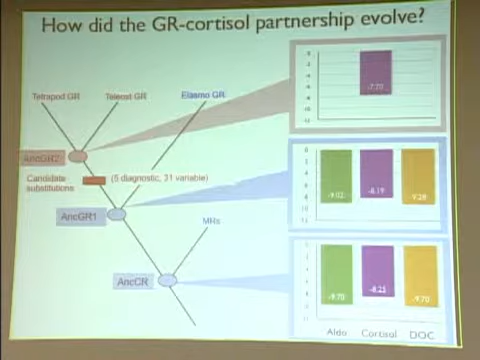 How did the GR-cortisol partnership evolve?
Tetrapod GR
Teleost GR
Elasmo GR
AncGR2
Candidate
substitutions
(5 diagnostic, 31 variable)
AncGR1
MRs
AncCR
-7.70
-9.02
-8.19
-9.29
-9.70
-8.25
-9.70
Aldo
Cortisol
DOC